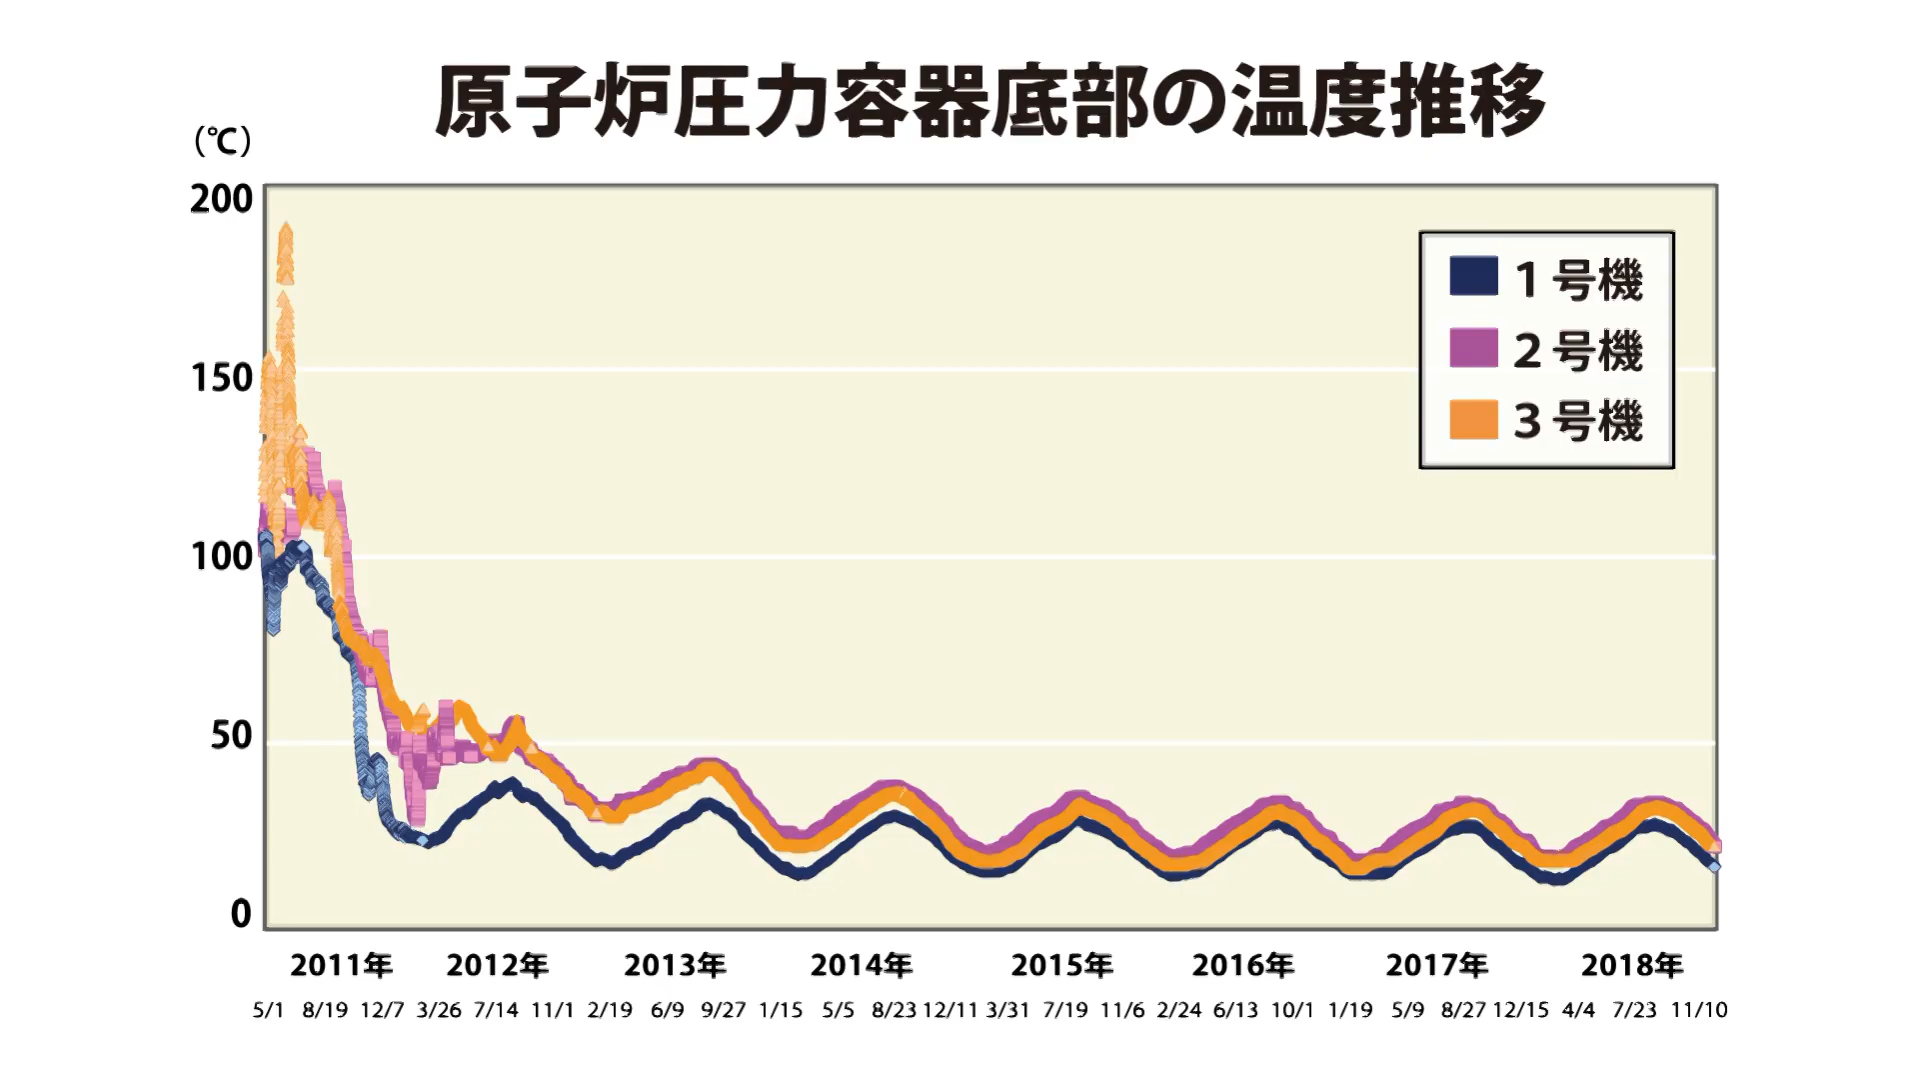 原子炉圧力容器底部の温度推移
(℃)
200
150
100
50
0
1号機
2号機
3号機
2011年 2012年 2013年 2014年 2015年 2016年 2017年 2018年
5/1 8/19 12/7 3/26 7/14 11/1 2/19 6/9 9/27 1/15 5/5 8/23 12/11 3/31 7/19 11/6 2/24 6/13 10/1 1/19 5/9 8/27 12/15 4/4 7/23 11/10